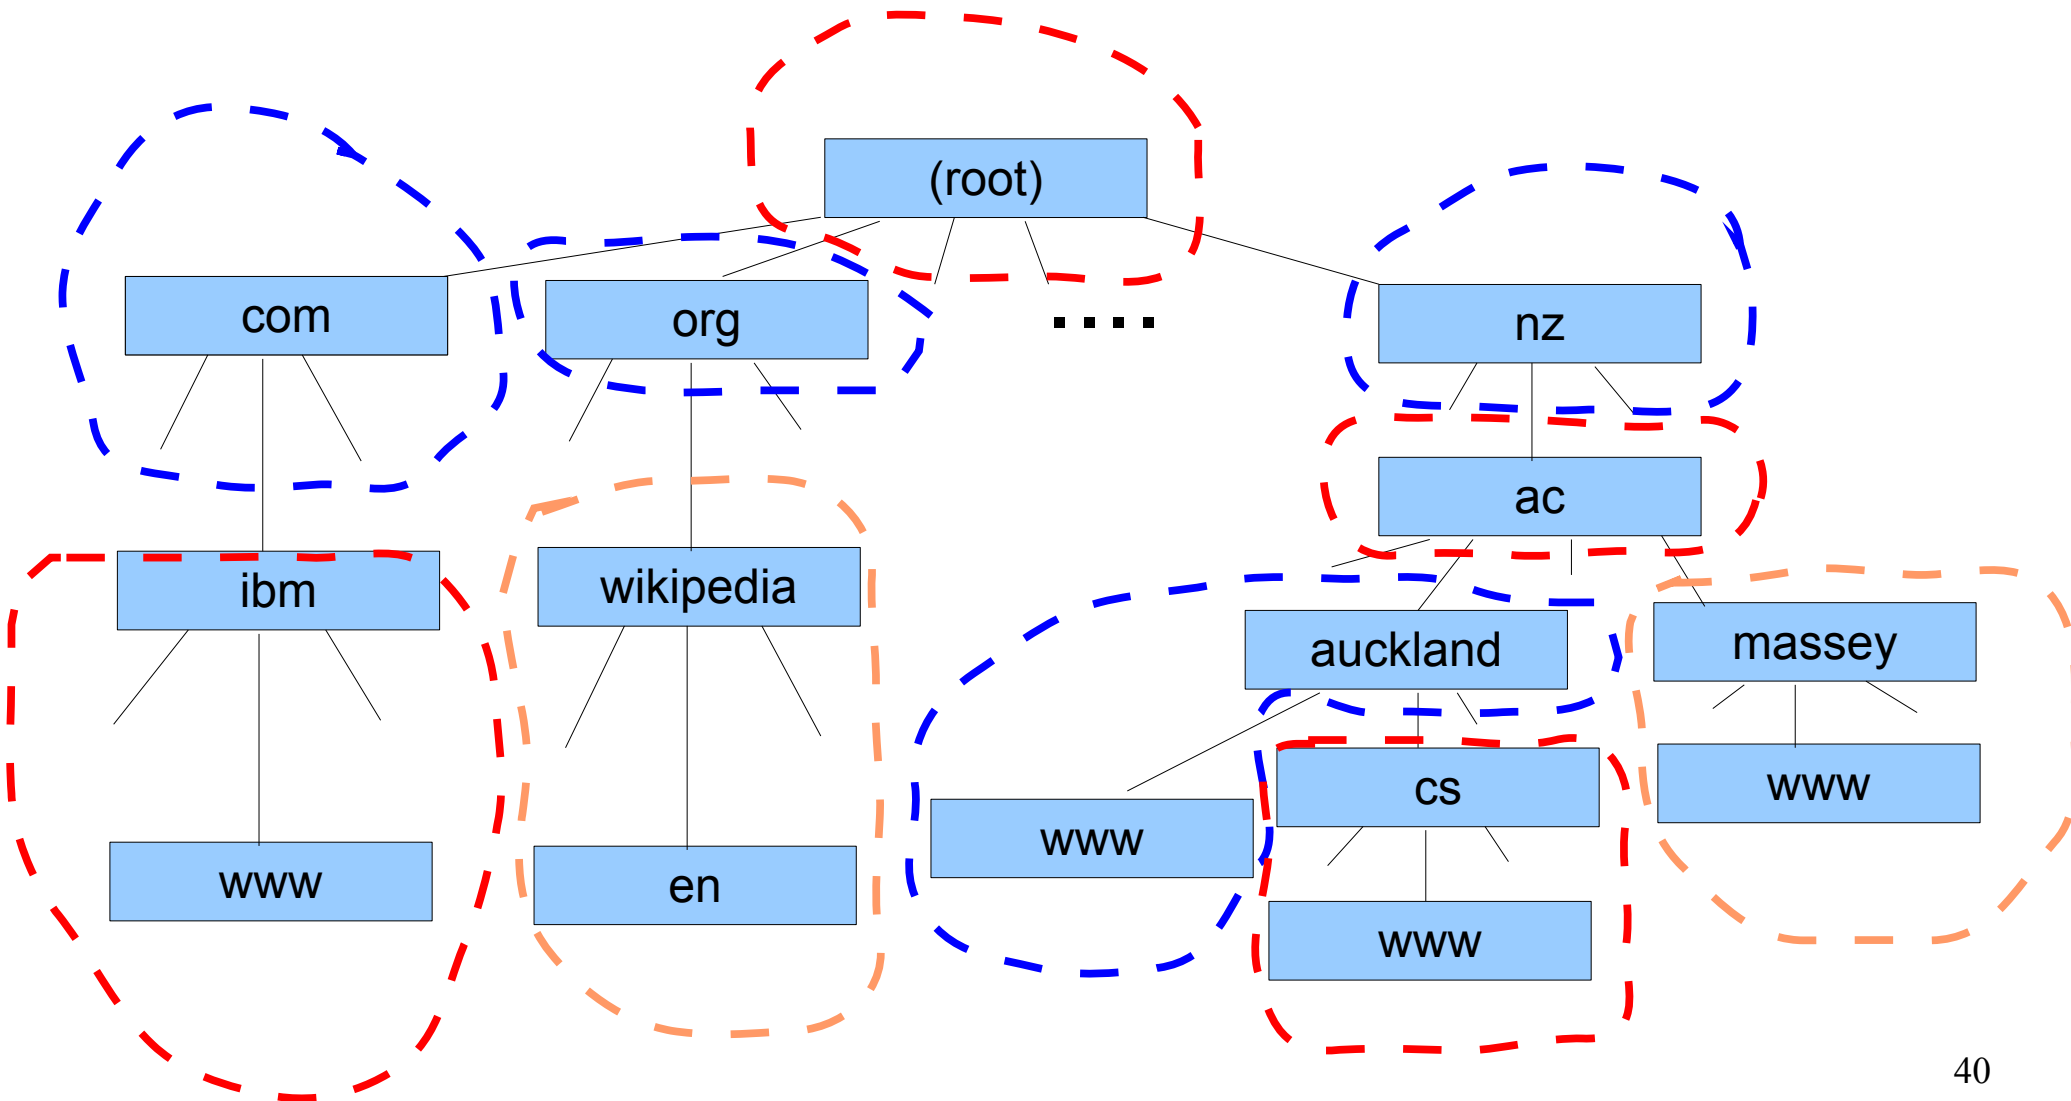 (root)
com
org
....
nz
ac
ibm
wikipedia
auckland
massey
www
cs
www
www
en
www
40